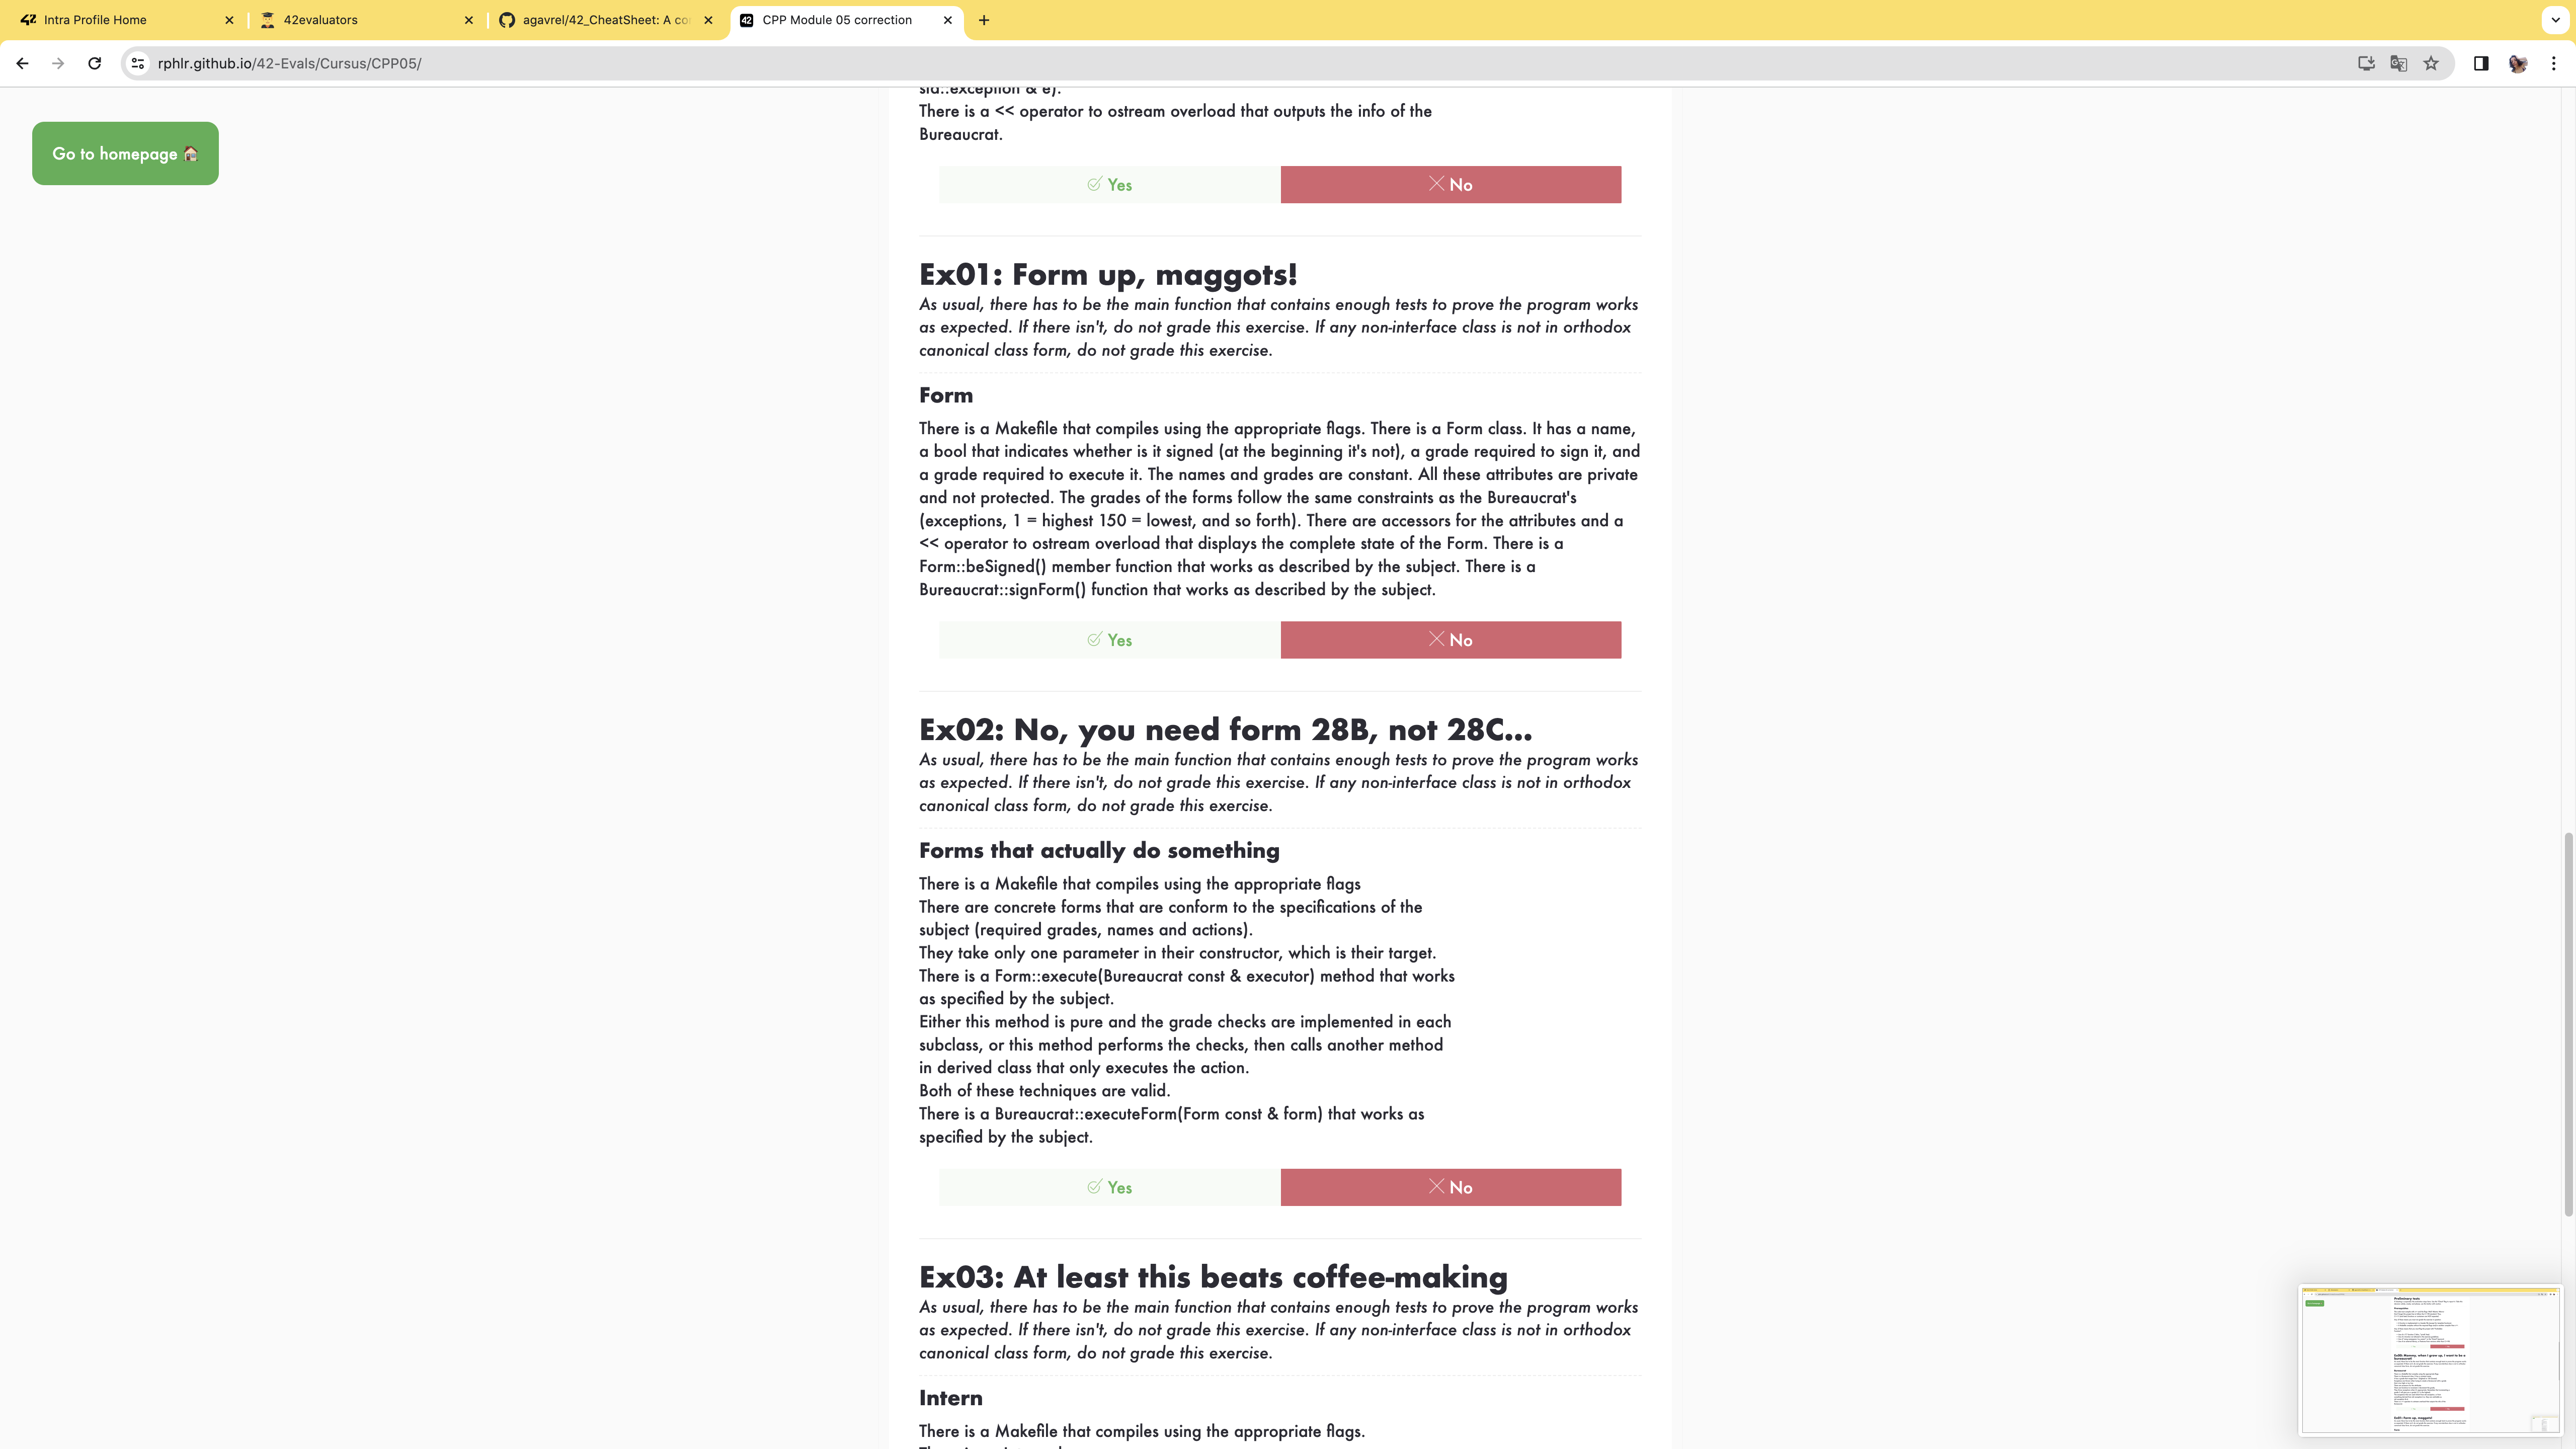 Intra Profile Home
42evaluators
agavrel/42_CheatSheet: A co
42 CPP Module 05 correction
rphlr.github.io/42-Evals/Cursus/CPP05/
Go to homepage
std::exception & e).
There is a << operator to ostream overload that outputs the info of the
Bureaucrat.
Yes
No
Ex01: Form up, maggots!
As usual, there has to be the main function that contains enough tests to prove the program works
as expected. If there isn't, do not grade this exercise. If any non-interface class is not in orthodox
canonical class form, do not grade this exercise.
Form
There is a Makefile that compiles using the appropriate flags. There is a Form class. It has a name,
a bool that indicates whether is it signed (at the beginning it's not), a grade required to sign it, and
a grade required to execute it. The names and grades are constant. All these attributes are private
and not protected. The grades of the forms follow the same constraints as the Bureaucrat's
(exceptions, 1 = highest 150 = lowest, and so forth). There are accessors for the attributes and a
<< operator to ostream overload that displays the complete state of the Form. There is a
Form::beSigned() member function that works as described by the subject. There is a
Bureaucrat::signForm() function that works as described by the subject.
Yes
No
Ex02: No, you need form 28B, not 28C...
As usual, there has to be the main function that contains enough tests to prove the program works
as expected. If there isn't, do not grade this exercise. If any non-interface class is not in orthodox
canonical class form, do not grade this exercise.
Forms that actually do something
There is a Makefile that compiles using the appropriate flags
There are concrete forms that are conform to the specifications of the
subject (required grades, names and actions).
They take only one parameter in their constructor, which is their target.
There is a Form::execute(Bureaucrat const & executor) method that works
as specified by the subject.
Either this method is pure and the grade checks are implemented in each
subclass, or this method performs the checks, then calls another method
in derived class that only executes the action.
Both of these techniques are valid.
There is a Bureaucrat::executeForm(Form const & form) that works as
specified by the subject.
Yes
No
Ex03: At least this beats coffee-making
As usual, there has to be the main function that contains enough tests to prove the program works
as expected. If there isn't, do not grade this exercise. If any non-interface class is not in orthodox
canonical class form, do not grade this exercise.
Intern
There is a Makefile that compiles using the appropriate flags.